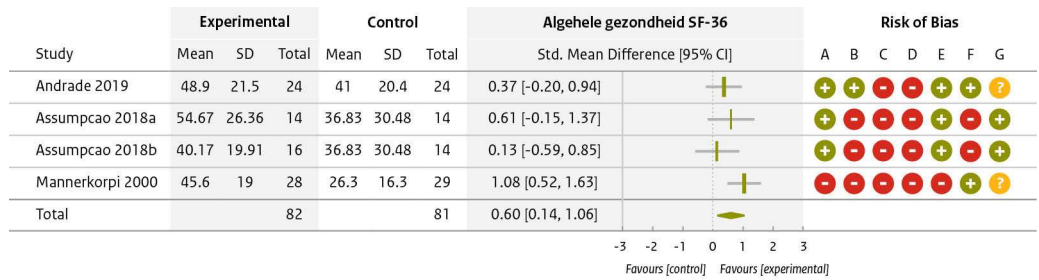 Experimental Control Algehele gezondheid SF-36 Risk of Bias
Study Mean SD Total Mean SD Total Std. Mean Difference [95% CI] A B C D E F G
Andrade 2019 48.9 21.5 24 41 20.4 24 0.37 [-0.20, 0.94] + + - - + + ?
Assumpcao 2018a 54.67 26.36 14 36.83 30.48 14 0.61 [-0.15, 1.37] + - - - + - +
Assumpcao 2018b 40.17 19.91 16 36.83 30.48 14 0.13 [-0.59, 0.85] + - - - + - +
Mannerkorpi 2000 45.6 19 28 26.3 16.3 29 1.08 [0.52, 1.63] - - - - - + ?
Total 82 81 0.60 [0.14, 1.06]
-3 -2 -1 0 1 2 3
Favours [control] Favours [experimental]